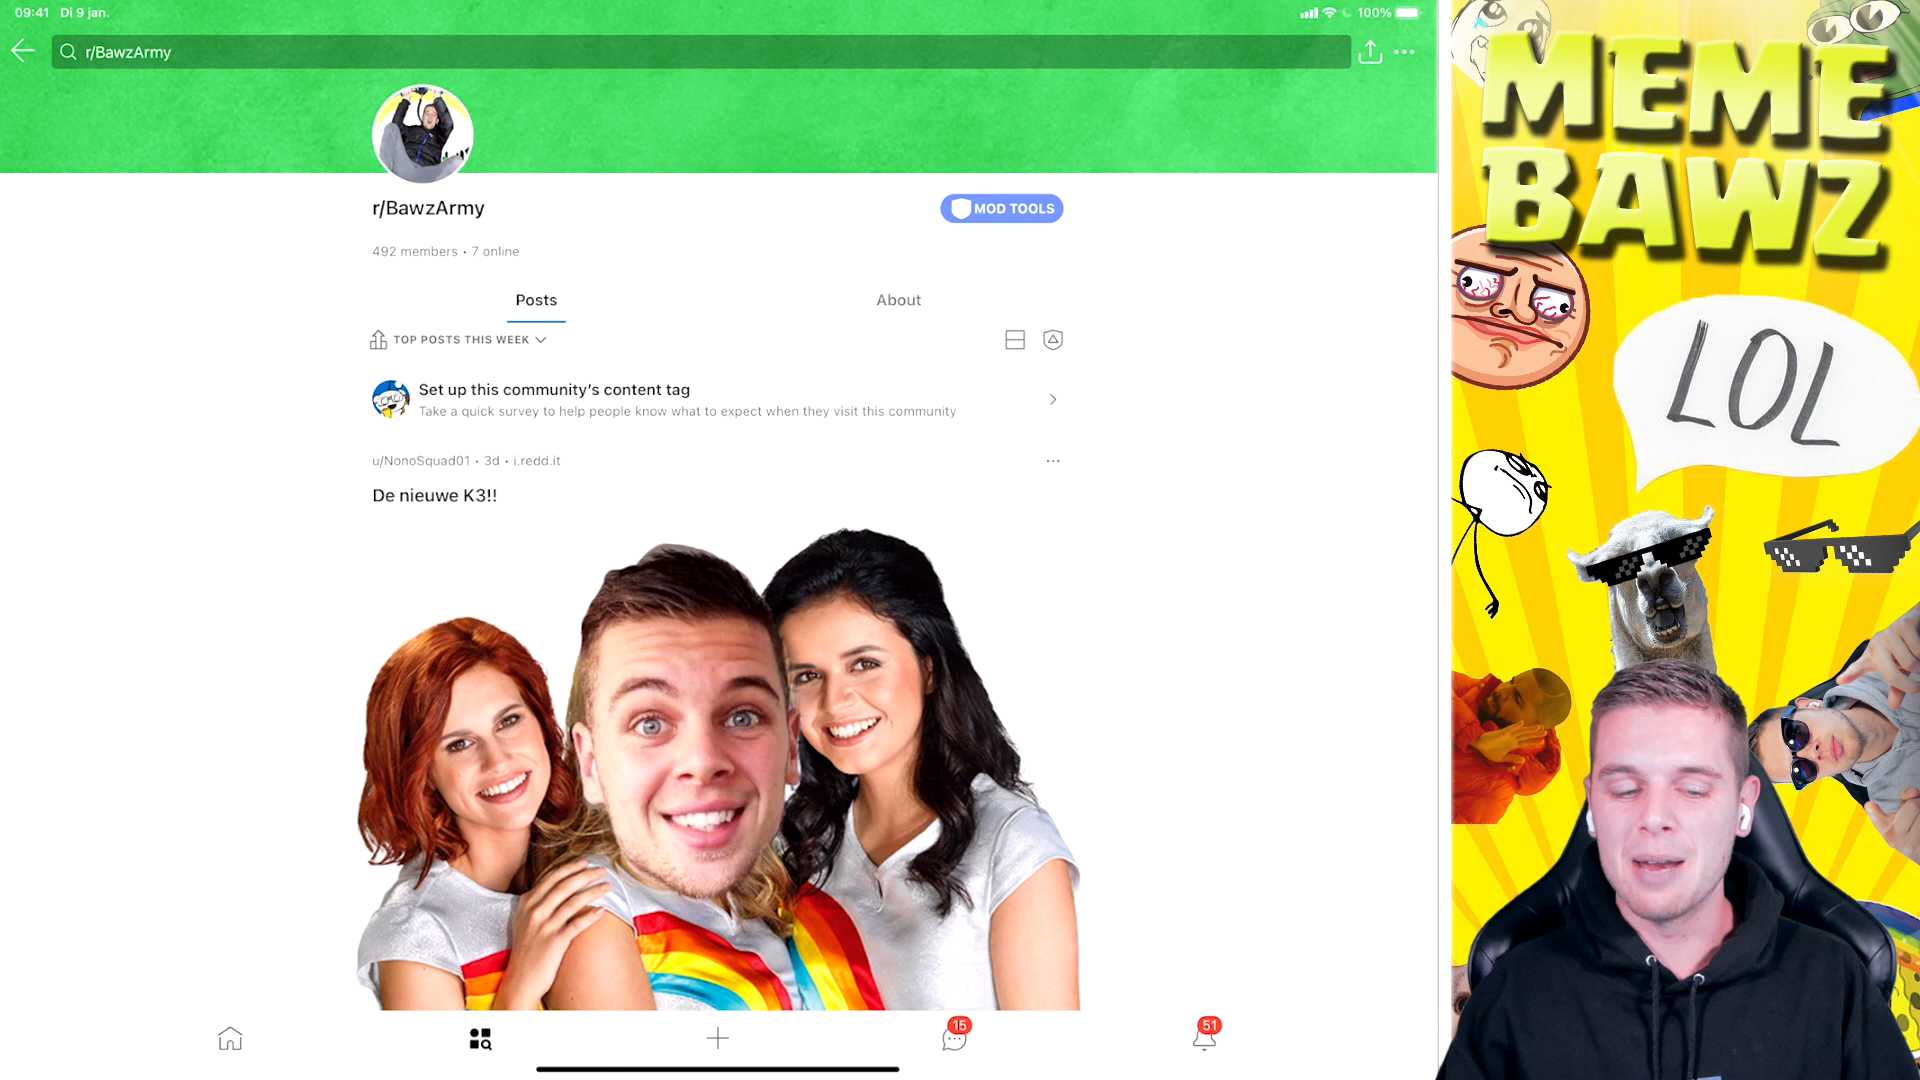 09:41 Di 9 jan.
100%
r/BawzArmy
r/BawzArmy
MOD TOOLS
492 members • 7 online
Posts
About
TOP POSTS THIS WEEK
Set up this community’s content tag
Take a quick survey to help people know what to expect when they visit this community
u/NonoSquad01 • 3d • i.redd.it
De nieuwe K3!!
15
51
MEME
BAWZ
LOL